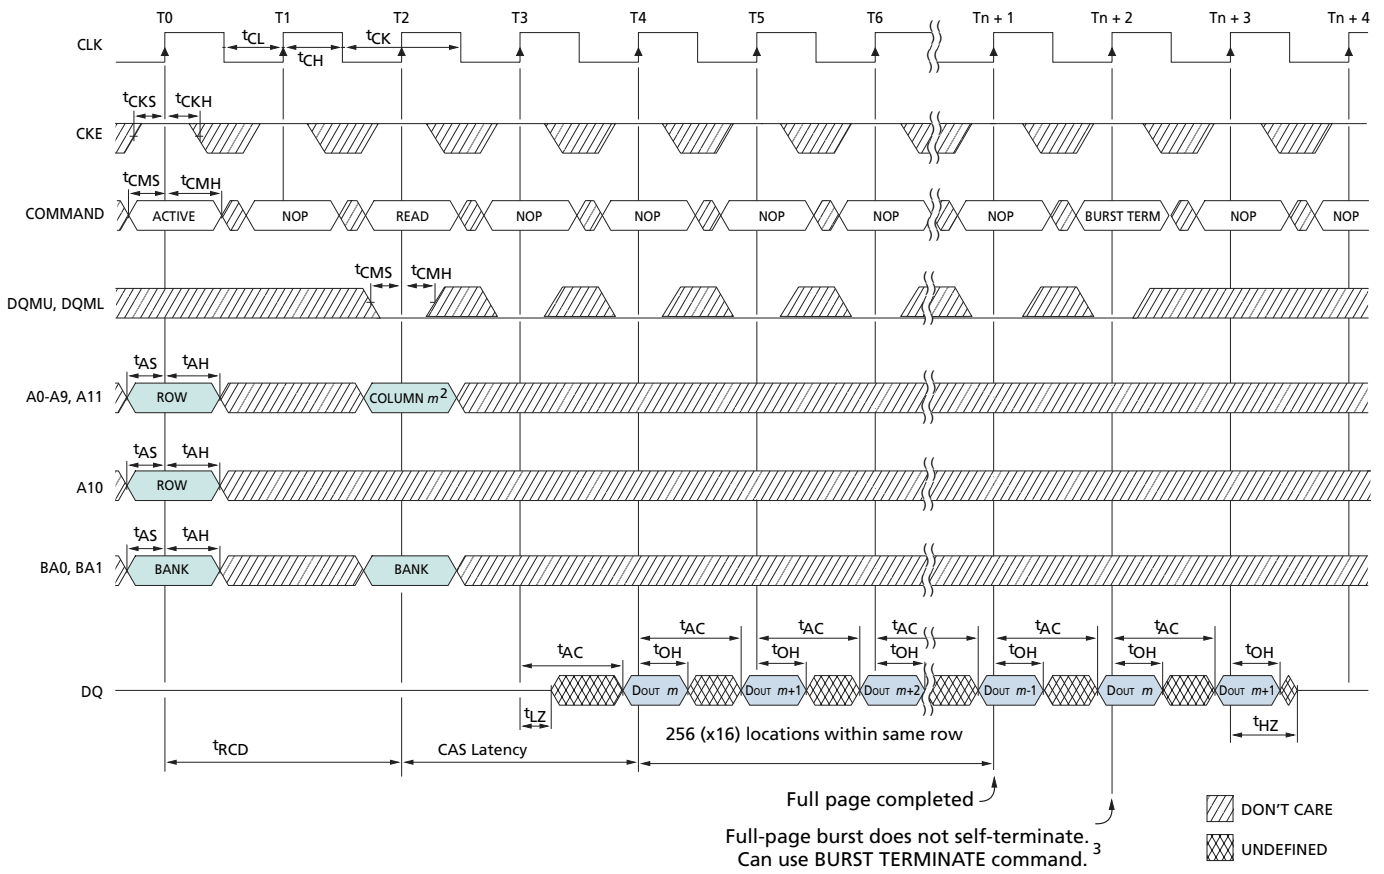 T0 T1 T2 T3 T4 T5 T6 Tn + 1 Tn + 2 Tn + 3 Tn + 4
CLK tCL tCH tCK
tCKS tCKH
CKE
tCMS tCMH
COMMAND ACTIVE NOP READ NOP NOP NOP NOP NOP BURST TERM NOP NOP
tCMS tCMH
DQMU, DQML
tAS tAH
A0-A9, A11 ROW COLUMN m2
tAS tAH
A10 ROW
tAS tAH
BA0, BA1 BANK BANK
tAC tAC tAC tAC tAC tAC
tOH tOH tOH tOH tOH tOH
DQ DOUT m DOUT m+1 DOUT m+2 DOUT m-1 DOUT m DOUT m+1
tLZ tHZ
256 (x16) locations within same row
tRCD CAS Latency
Full page completed
Full-page burst does not self-terminate.
Can use BURST TERMINATE command. 3
DON'T CARE
UNDEFINED